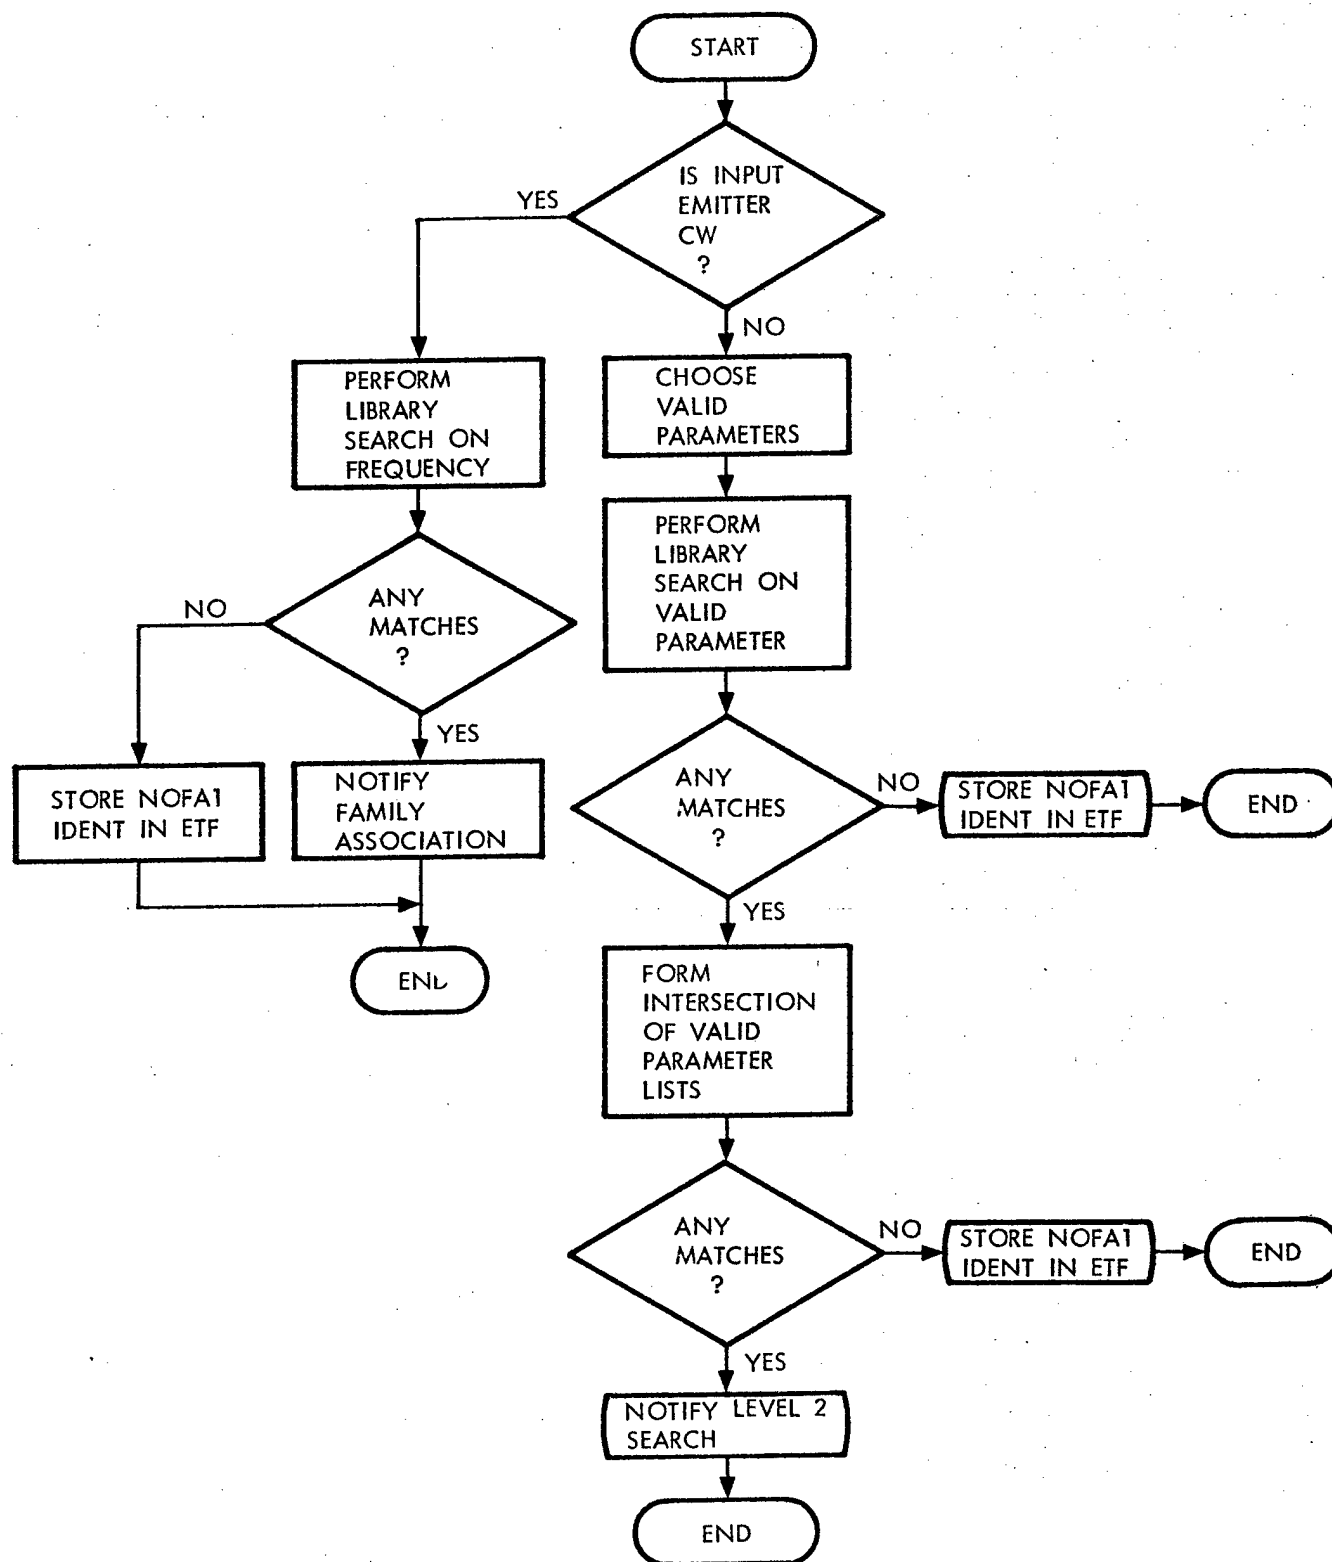 START
IS INPUT
EMITTER
CW
?
YES
NO
PERFORM
LIBRARY
SEARCH ON
FREQUENCY
CHOOSE
VALID
PARAMETERS
PERFORM
LIBRARY
SEARCH ON
VALID
PARAMETER
ANY
MATCHES
?
NO
YES
STORE NOFA1
IDENT IN ETF
NOTIFY
FAMILY
ASSOCIATION
END
ANY
MATCHES
?
NO
STORE NOFA1
IDENT IN ETF
END
YES
FORM
INTERSECTION
OF VALID
PARAMETER
LISTS
ANY
MATCHES
?
NO
STORE NOFA1
IDENT IN ETF
END
YES
NOTIFY LEVEL 2
SEARCH
END